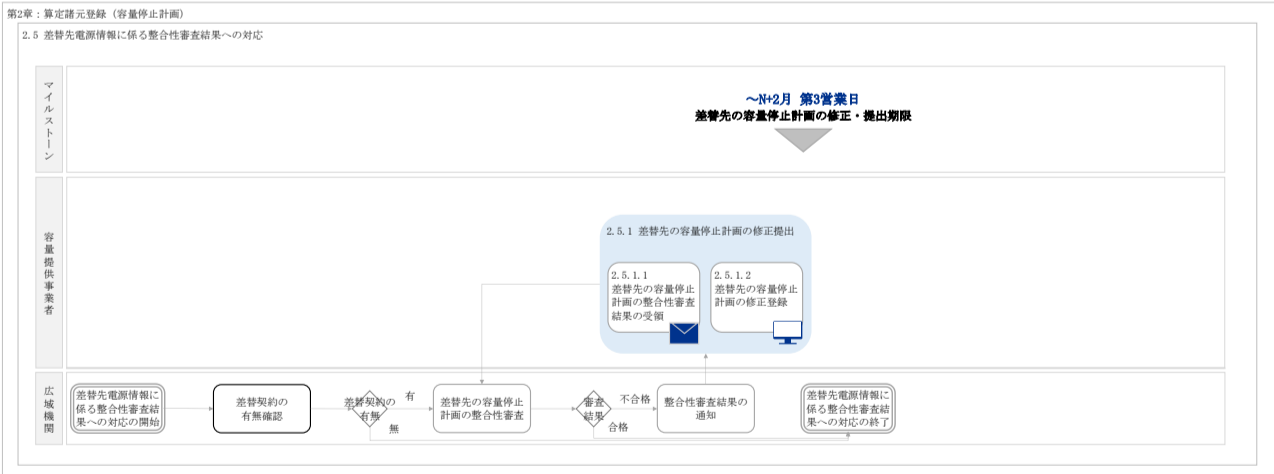 第2章：算定諸元登録（容量停止計画）
2.5 差替先電源情報に係る整合性審査結果への対応
マイルストーン
～N+2月 第3営業日
差替先の容量停止計画の修正・提出期限
容量提供事業者
2.5.1 差替先の容量停止計画の修正提出
2.5.1.1
差替先の容量停止
計画の整合性審査
結果の受領
2.5.1.2
差替先の容量停止
計画の修正登録
広域機関
差替先電源情報に
係る整合性審査結
果への対応の開始
差替契約の
有無確認
差替契約の
有無
有
無
差替先の容量停止
計画の整合性審査
審査
結果
不合格
合格
整合性審査結果の
通知
差替先電源情報に
係る整合性審査結
果への対応の終了